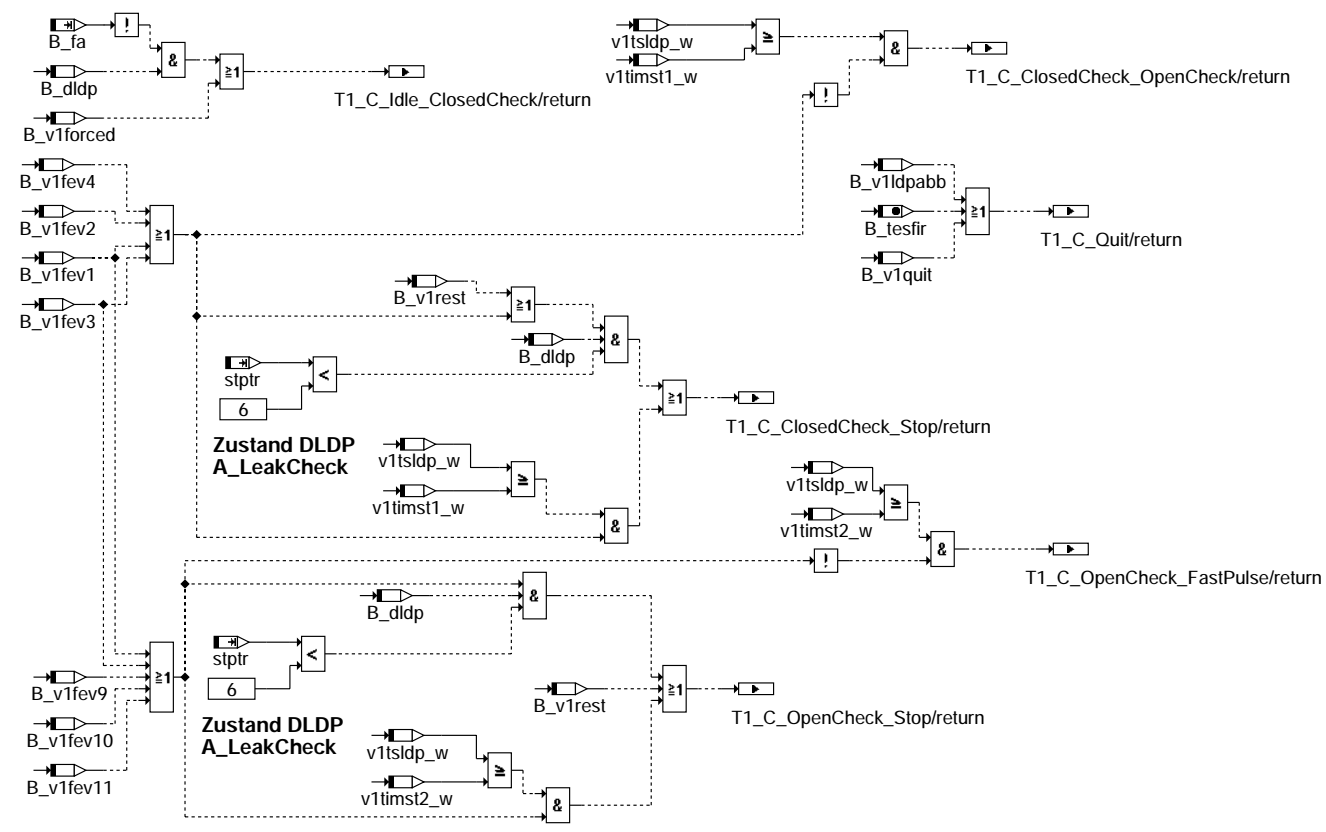 B_fa
!
&
≥1
B_dldp
B_v1forced
T1_C_Idle_ClosedCheck/return
v1tsldp_w
v1timst1_w
≥
&
!
T1_C_ClosedCheck_OpenCheck/return
B_v1fev4
B_v1fev2
B_v1fev1
B_v1fev3
≥1
B_v1ldpabb
B_tesfir
B_v1quit
≥1
T1_C_Quit/return
B_v1rest
≥1
B_dldp
&
stptr
<
6
Zustand DLDP
A_LeakCheck
≥1
T1_C_ClosedCheck_Stop/return
v1tsldp_w
v1timst1_w
≥
&
v1tsldp_w
v1timst2_w
≥
!
&
T1_C_OpenCheck_FastPulse/return
B_dldp
&
stptr
<
6
Zustand DLDP
A_LeakCheck
B_v1fev9
B_v1fev10
B_v1fev11
≥1
B_v1rest
≥1
T1_C_OpenCheck_Stop/return
v1tsldp_w
v1timst2_w
≥
&